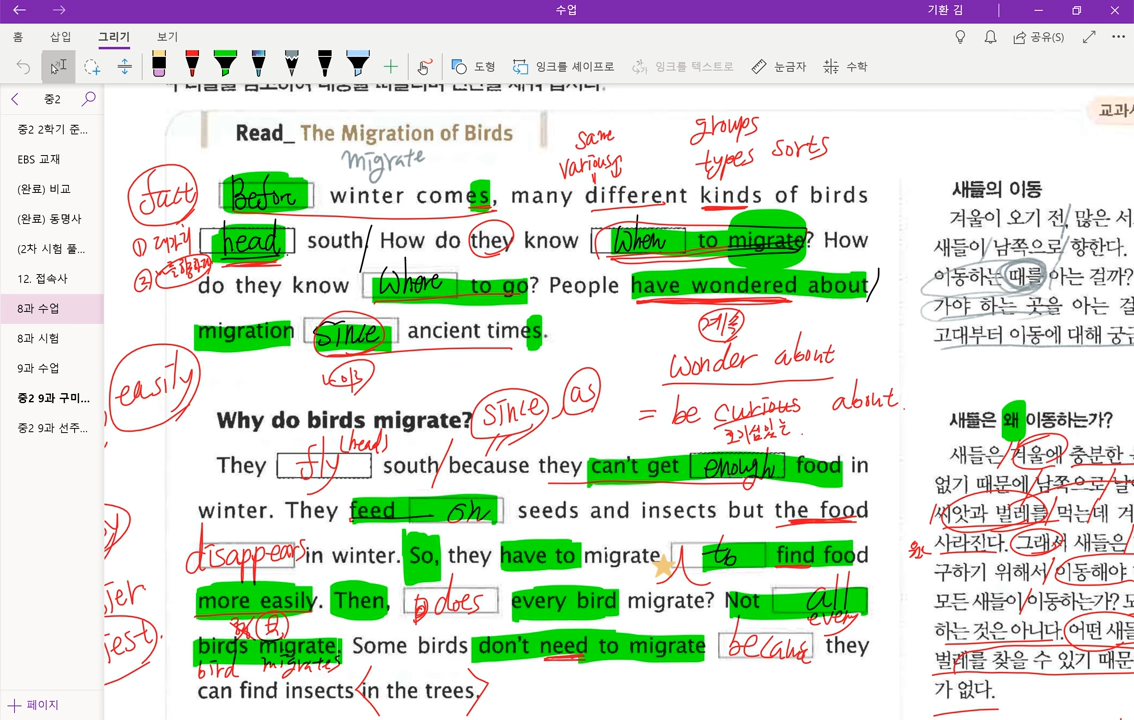 수업
기환 김
홈 삽입 그리기 보기
공유(S)
도형 잉크를 셰이프로 잉크를 텍스트로 눈금자 수학
중2
중2 2학기 준...
EBS 교재
(완료) 비교
(완료) 동명사
(2차 시험 풀...
12. 접속사
8과 수업
8과 시험
9과 수업
중2 9과 구미...
중2 9과 선주...
페이지
Read_ The Migration of Birds
migrate
same
various
groups
types sorts
fact
Before winter comes, many different kinds of birds
① 대가리
②
head south/ How do they know when to migrate? How
do they know where to go? People have wondered about/
migration since ancient times.
계속
wonder about
= be curious about.
호기심있는
easily
Why do birds migrate? since, as
(heads
They fly south because they can't get enough food in
winter. They feed on seeds and insects but the food
disappears in winter. So, they have to migrate to find food
more easily. Then, does every bird migrate? Not all
every
birds migrate. Some birds don't need to migrate because they
bird migrates
can find insects <in the trees.>
교과서
새들의 이동
겨울이 오기 전, 많은 서
새들이 남쪽으로 향한다.
이동하는 때를 아는 걸까?
가야 하는 곳을 아는 걸
고대부터 이동에 대해 궁금
새들은 왜 이동하는가?
새들은 겨울에 충분한
없기 때문에 남쪽으로 날
씨앗과 벌레를 먹는데 겨
사라진다. 그래서 새들은
구하기 위해서 이동해야
모든 새들이 이동하는가? 모
하는 것은 아니다. 어떤 새들
벌레를 찾을 수 있기 때문
가 없다.